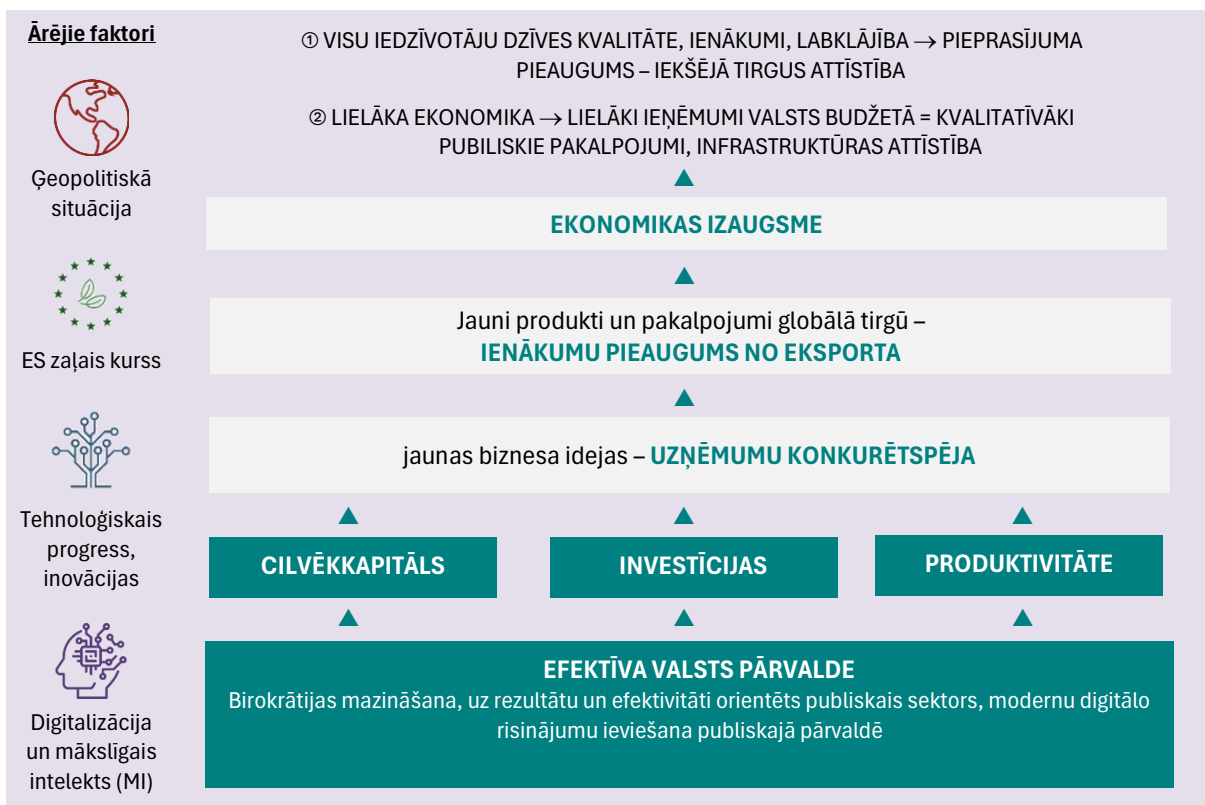 Ārējie faktori
Ģeopolitiskā
situācija
ES zaļais kurss
Tehnoloģiskais
progress,
inovācijas
Digitalizācija
un mākslīgais
intelekts (MI)
① VISU IEDZĪVOTĀJU DZĪVES KVALITĀTE, IENĀKUMI, LABKLĀJĪBA → PIEPRASĪJUMA
PIEAUGUMS – IEKŠĒJĀ TIRGUS ATTĪSTĪBA
② LIELĀKA EKONOMIKA → LIELĀKI IEŅĒMUMI VALSTS BUDŽETĀ = KVALITATĪVĀKI
PUBILISKIE PAKALPOJUMI, INFRASTRUKTŪRAS ATTĪSTĪBA
EKONOMIKAS IZAUGSME
Jauni produkti un pakalpojumi globālā tirgū –
IENĀKUMU PIEAUGUMS NO EKSPORTA
jaunas biznesa idejas – UZŅĒMUMU KONKURĒTSPĒJA
CILVĒKKAPITĀLS
INVESTĪCIJAS
PRODUKTIVITĀTE
EFEKTĪVA VALSTS PĀRVALDE
Birokrātijas mazināšana, uz rezultātu un efektivitāti orientēts publiskais sektors, modernu digitālo
risinājumu ieviešana publiskajā pārvaldē